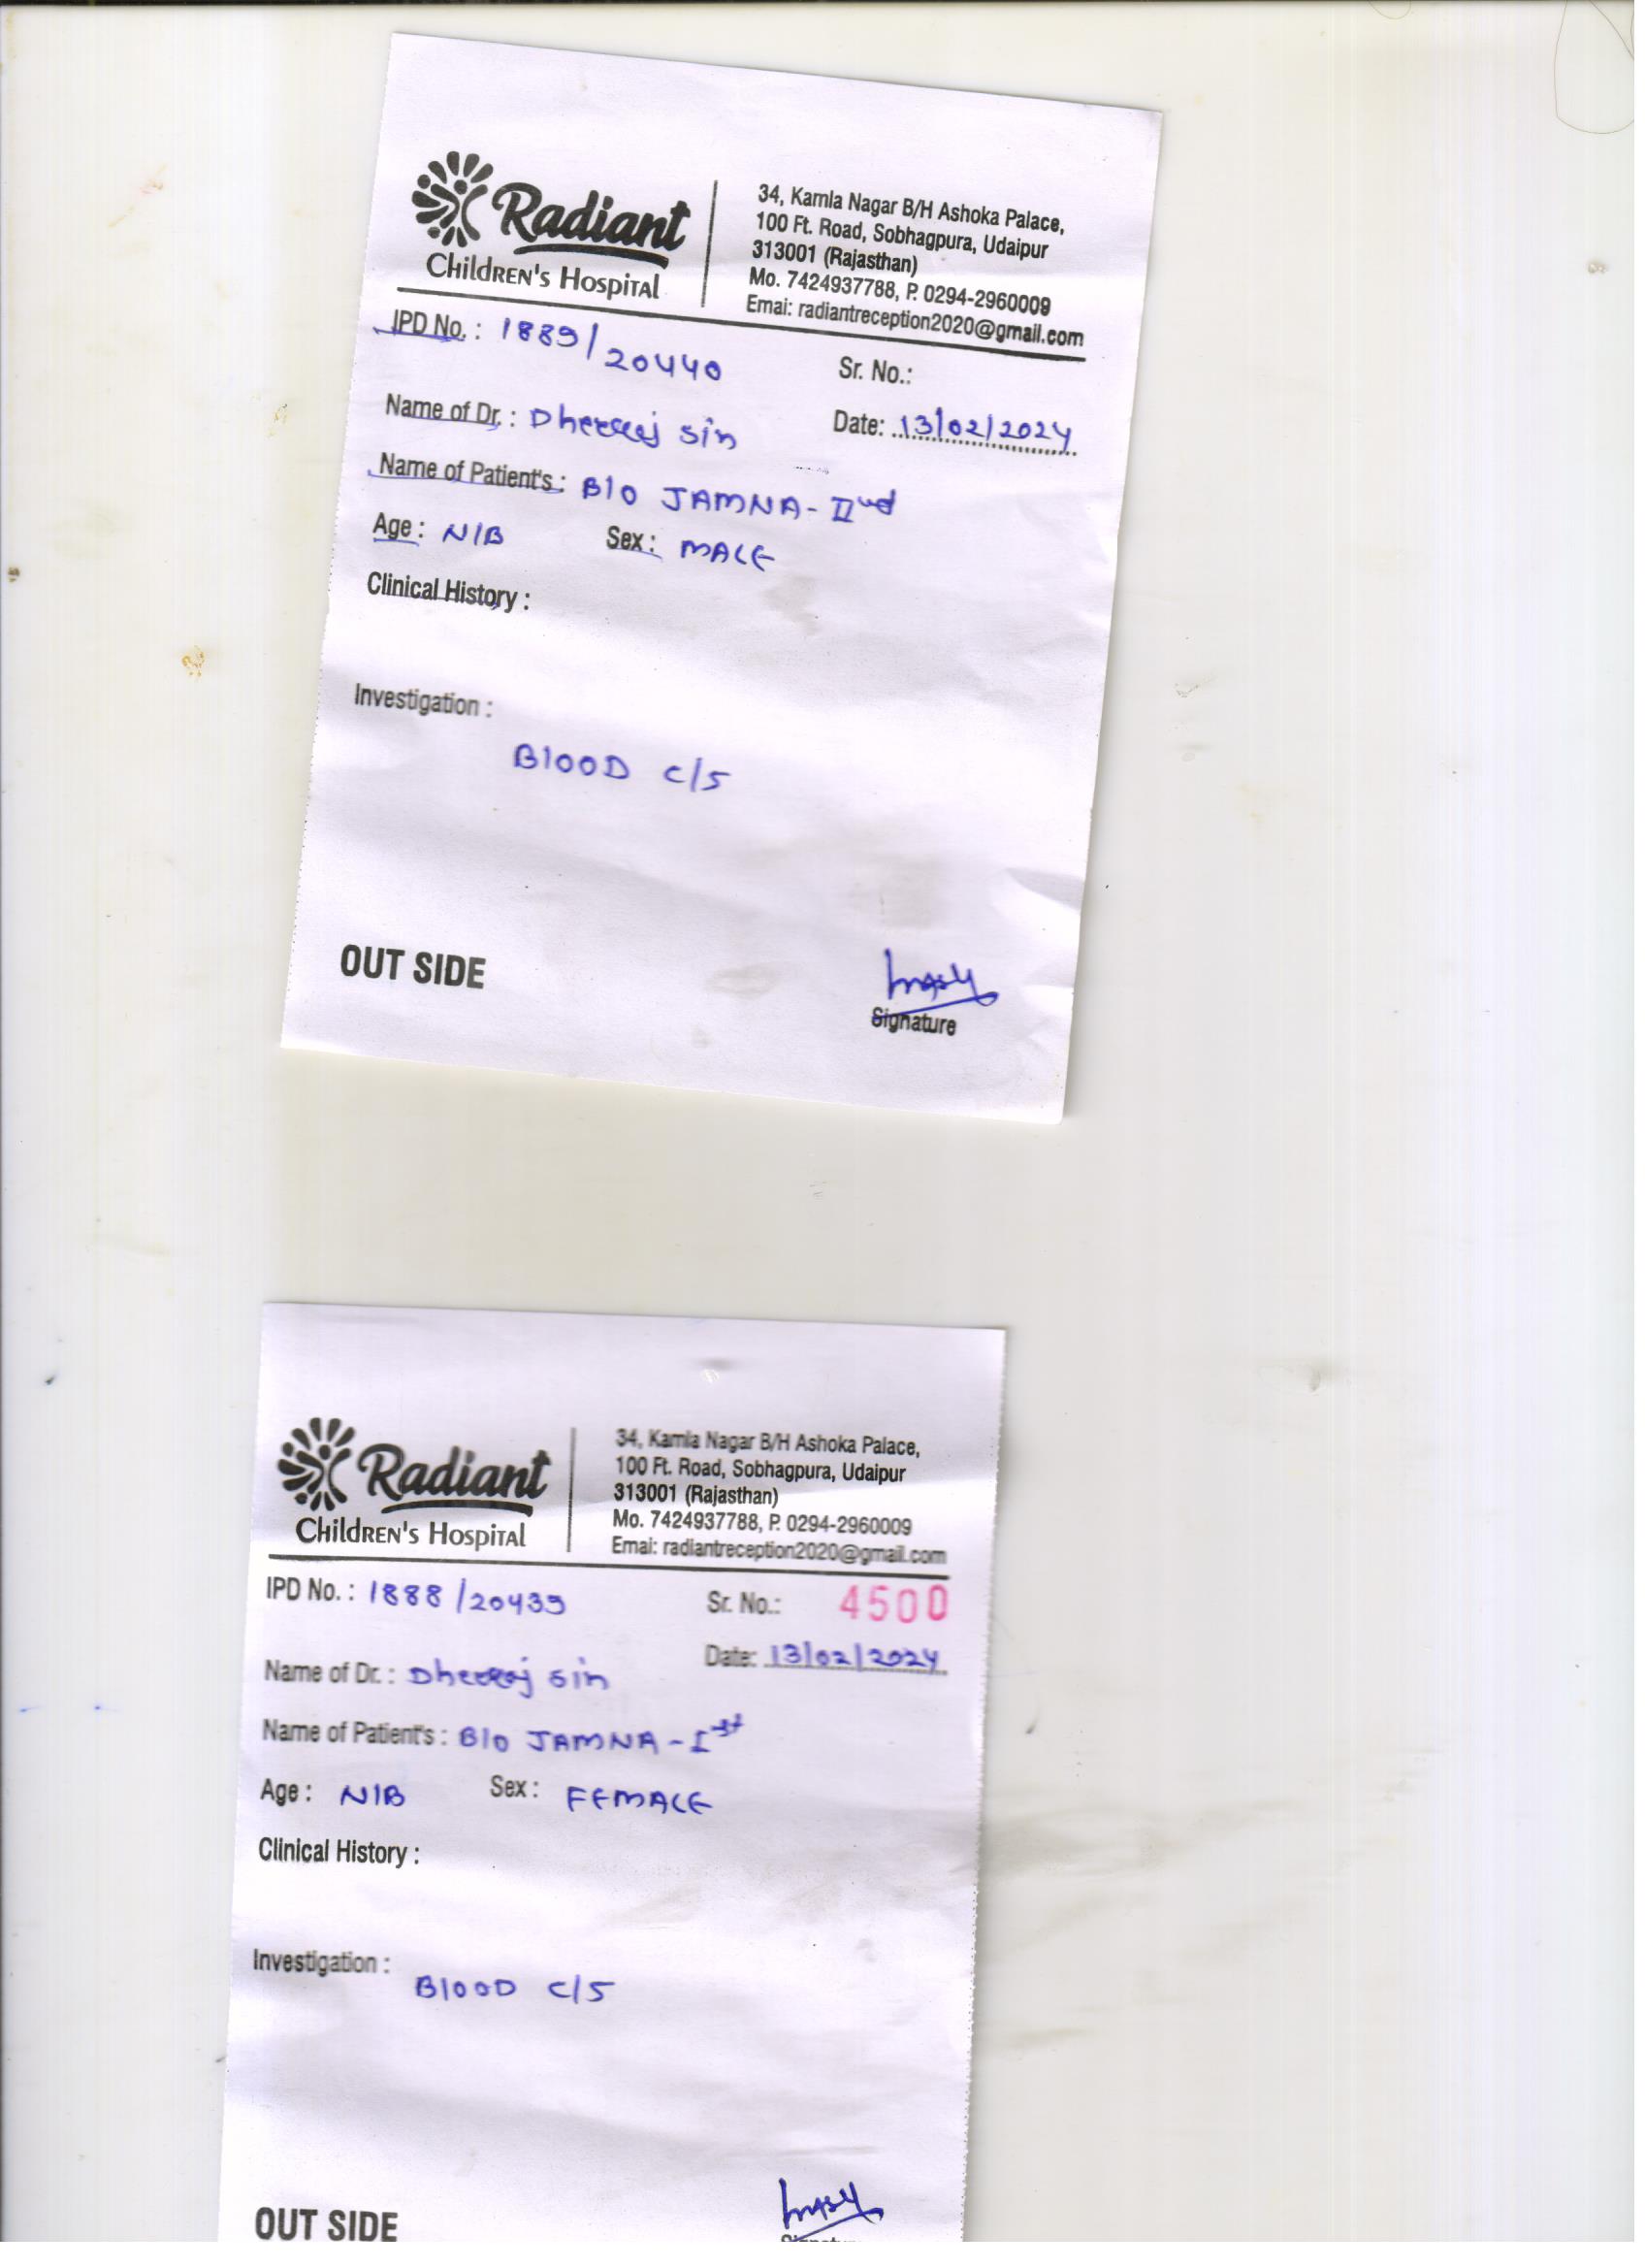 Radiant
Children's Hospital
34, Kamla Nagar B/H Ashoka Palace,
100 Ft. Road, Sobhagpura, Udaipur
313001 (Rajasthan)
Mo. 7424937788, P. 0294-2960009
Emai: radiantreception2020@gmail.com
IPD No. : 1889/20440
Sr. No.:
Name of Dr. : Dheeraj sir
Date: 13/02/2024
Name of Patient's : B/O JAMNA - IInd
Age : N/B Sex : MALE
Clinical History :
Investigation :
BlOOD C/S
OUT SIDE
Signature
Radiant
Children's Hospital
34, Kamla Nagar B/H Ashoka Palace,
100 Ft. Road, Sobhagpura, Udaipur
313001 (Rajasthan)
Mo. 7424937788, P. 0294-2960009
Emai: radiantreception2020@gmail.com
IPD No. : 1888/20439
Sr. No.: 4500
Date: 13/02/2024
Name of Dr. : Dheeraj sir
Name of Patient's : B/O JAMNA - Ist
Age : N/B Sex : FEMALE
Clinical History :
Investigation :
BlOOD C/S
OUT SIDE